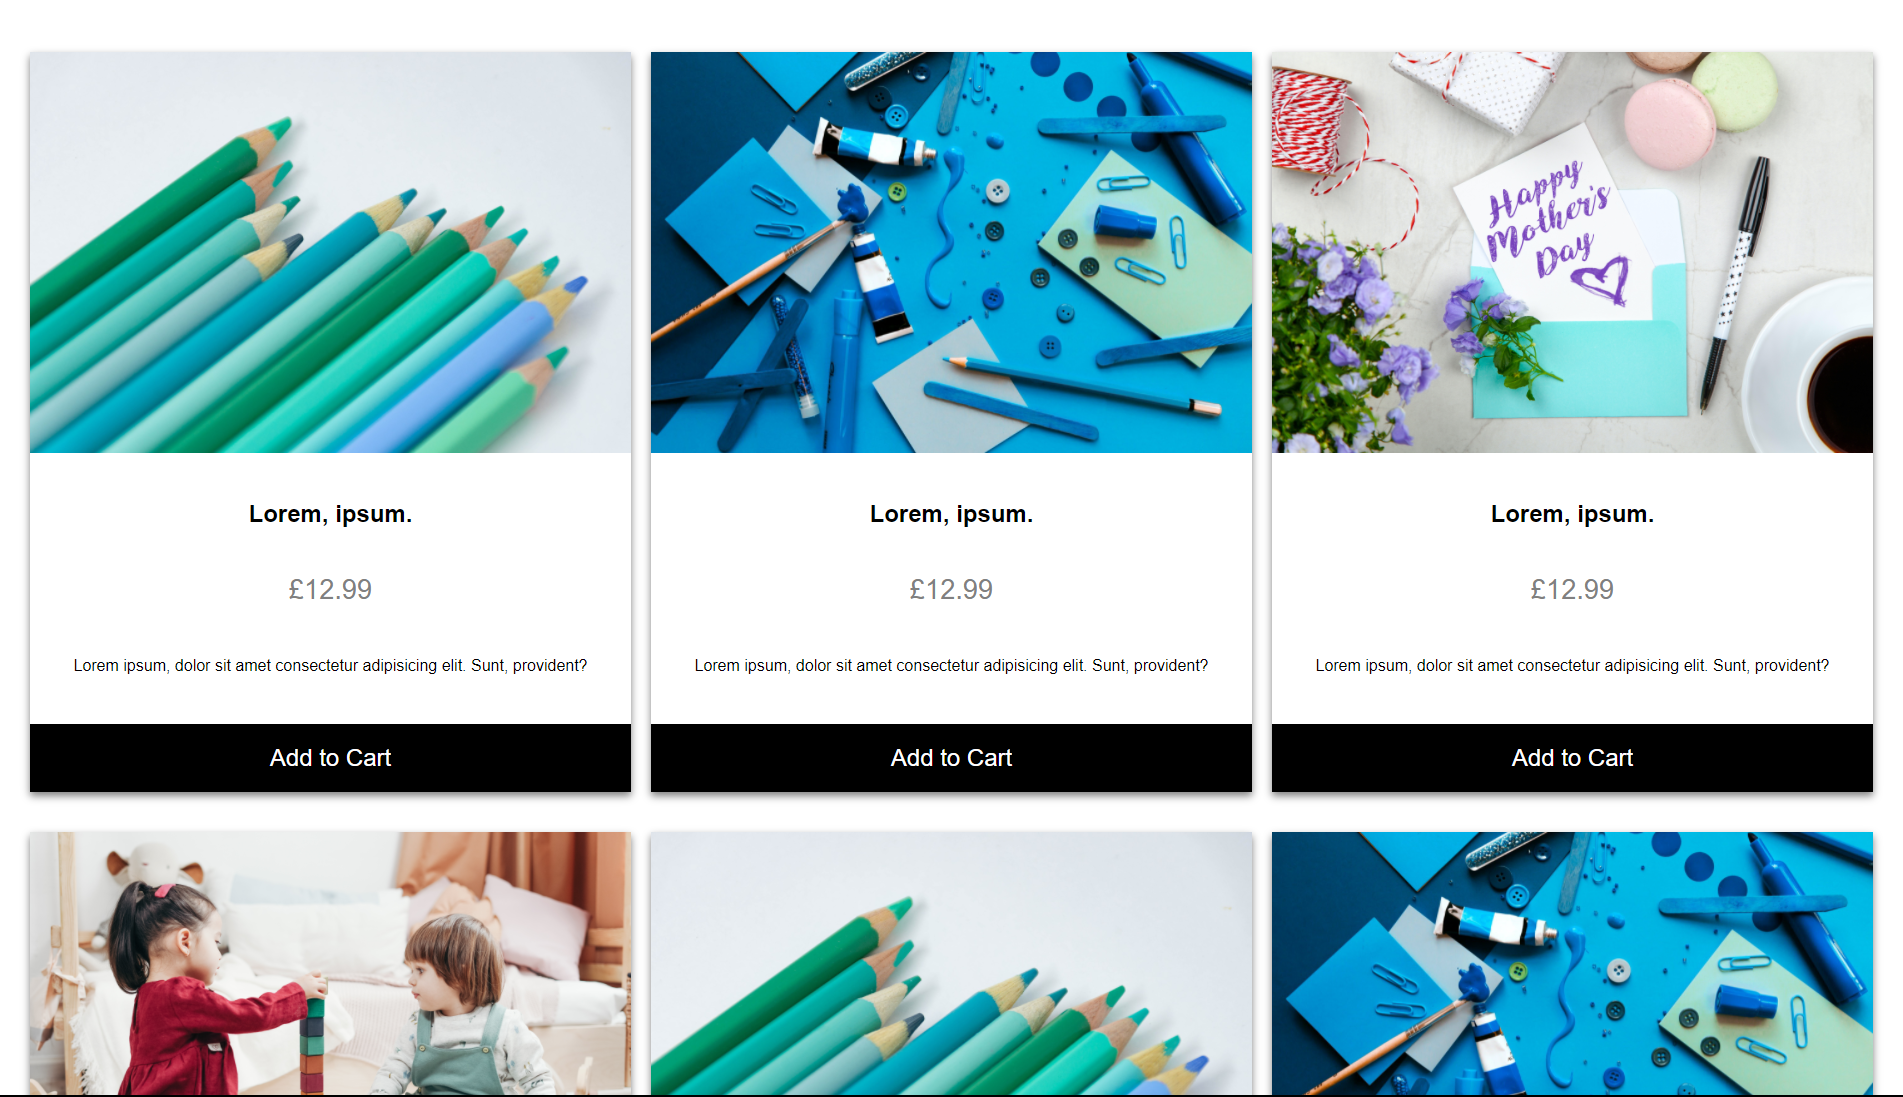 Happy
Mother's
Day
Lorem, ipsum.
£12.99
Lorem ipsum, dolor sit amet consectetur adipisicing elit. Sunt, provident?
Add to Cart
Lorem, ipsum.
£12.99
Lorem ipsum, dolor sit amet consectetur adipisicing elit. Sunt, provident?
Add to Cart
Lorem, ipsum.
£12.99
Lorem ipsum, dolor sit amet consectetur adipisicing elit. Sunt, provident?
Add to Cart